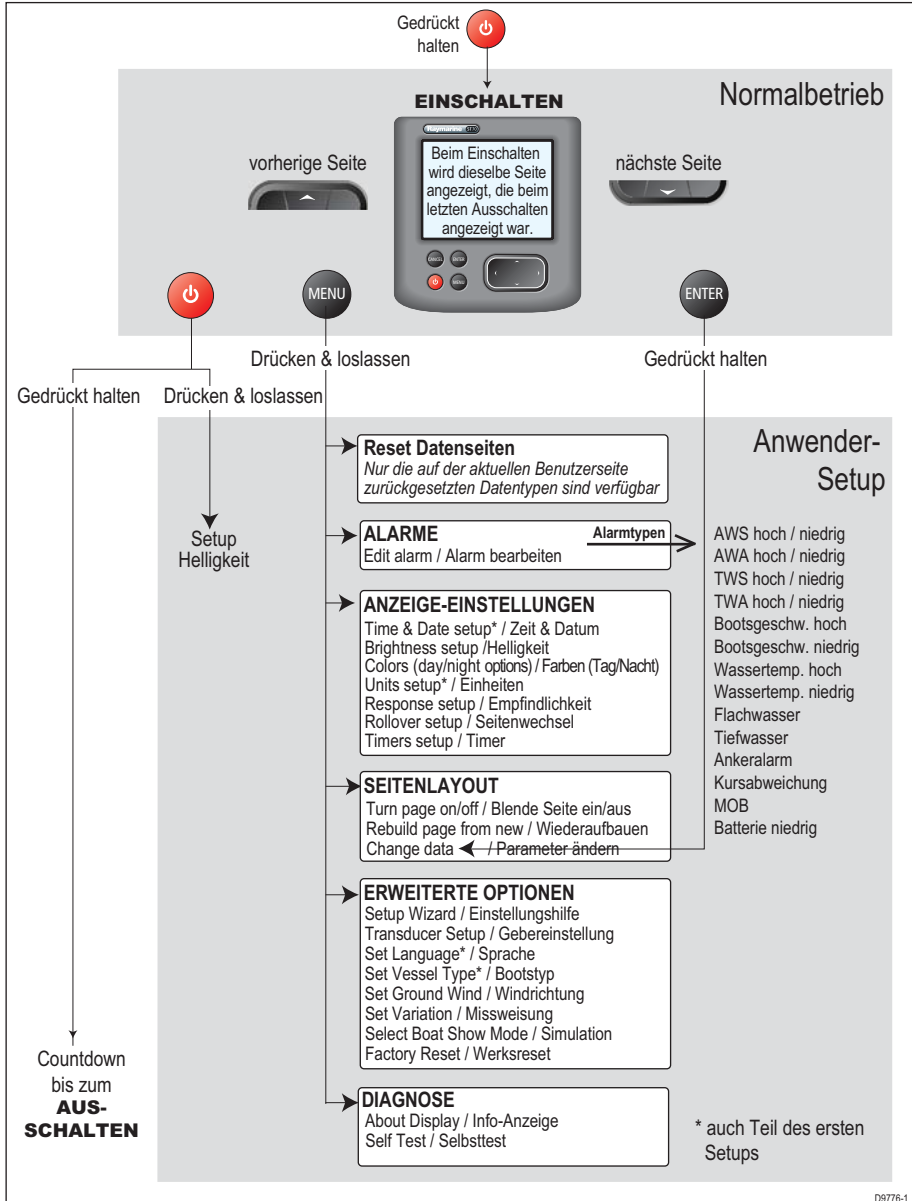 Gedrückt
halten
EINSCHALTEN
Normalbetrieb
vorherige Seite
nächste Seite
Raymarine
Beim Einschalten
wird dieselbe Seite
angezeigt, die beim
letzten Ausschalten
angezeigt war.
CANCEL
ENTER
MENU
MENU
ENTER
Drücken & loslassen
Gedrückt halten
Gedrückt halten
Drücken & loslassen
Anwender-
Setup
Setup
Helligkeit
Reset Datenseiten
Nur die auf der aktuellen Benutzerseite
zurückgesetzten Datentypen sind verfügbar
ALARME
Alarmtypen
Edit alarm / Alarm bearbeiten
AWS hoch / niedrig
AWA hoch / niedrig
TWS hoch / niedrig
TWA hoch / niedrig
Bootsgeschw. hoch
Bootsgeschw. niedrig
Wassertemp. hoch
Wassertemp. niedrig
Flachwasser
Tiefwasser
Ankeralarm
Kursabweichung
MOB
Batterie niedrig
ANZEIGE-EINSTELLUNGEN
Time & Date setup* / Zeit & Datum
Brightness setup /Helligkeit
Colors (day/night options) / Farben (Tag/Nacht)
Units setup* / Einheiten
Response setup / Empfindlichkeit
Rollover setup / Seitenwechsel
Timers setup / Timer
SEITENLAYOUT
Turn page on/off / Blende Seite ein/aus
Rebuild page from new / Wiederaufbauen
Change data / Parameter ändern
ERWEITERTE OPTIONEN
Setup Wizard / Einstellungshilfe
Transducer Setup / Gebereinstellung
Set Language* / Sprache
Set Vessel Type* / Bootstyp
Set Ground Wind / Windrichtung
Set Variation / Missweisung
Select Boat Show Mode / Simulation
Factory Reset / Werksreset
DIAGNOSE
About Display / Info-Anzeige
Self Test / Selbsttest
Countdown
bis zum
AUS-
SCHALTEN
* auch Teil des ersten
Setups
D9776-1